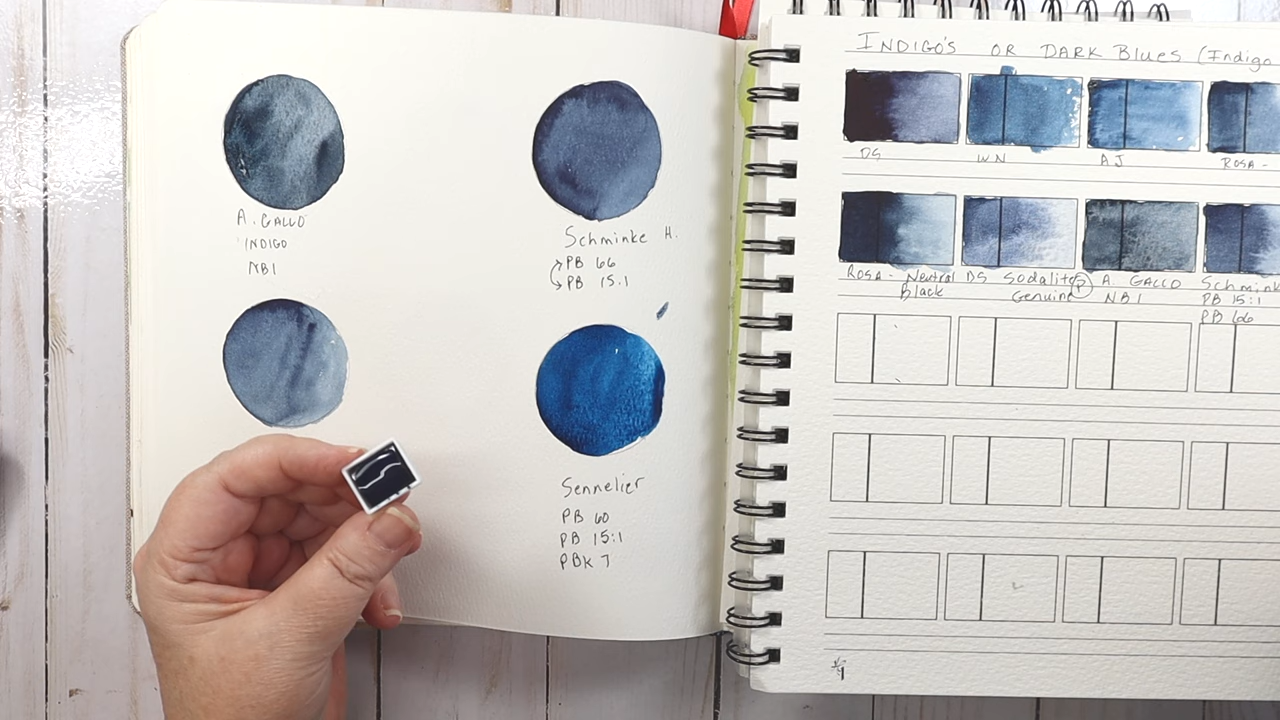 A. GALLO
INDIGO
NB1
Schminke H.
PB 66
PB 15.1
Sennelier
PB 60
PB 15:1
PBK 7
INDIGO'S OR DARK BLUES (Indigo
DS
WN
AJ
ROSA -
ROSA - Neutral Black
DS Sodalite Genuine
A. GALLO
NB1
Schmink
PB 15:1
PB 66